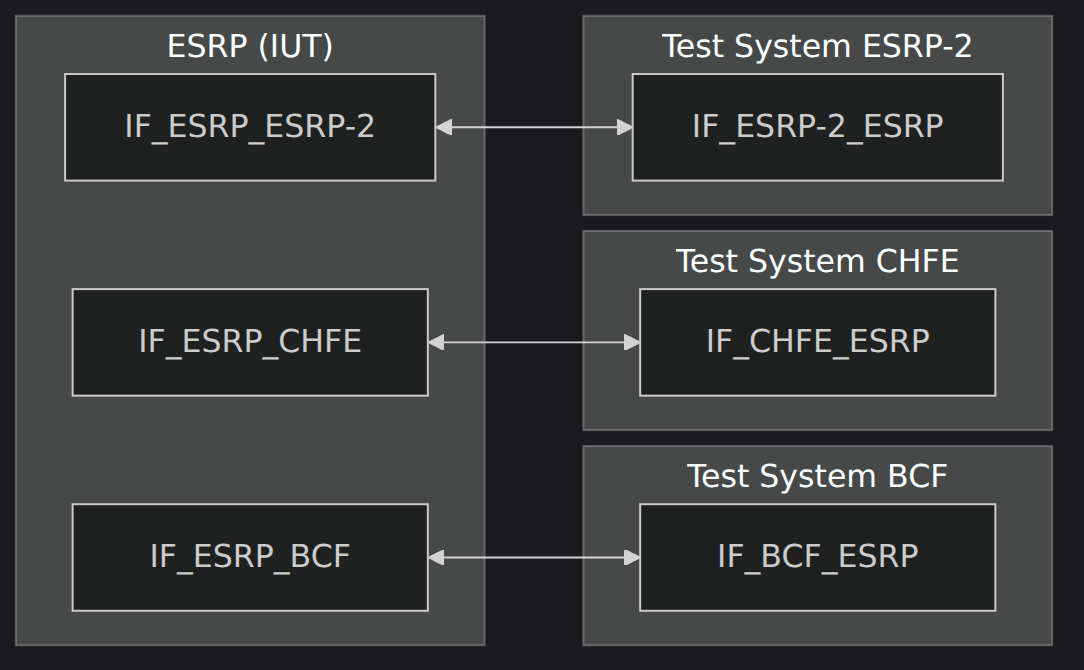 ESRP (IUT)
IF_ESRP_ESRP-2
IF_ESRP_CHFE
IF_ESRP_BCF
Test System ESRP-2
IF_ESRP-2_ESRP
Test System CHFE
IF_CHFE_ESRP
Test System BCF
IF_BCF_ESRP